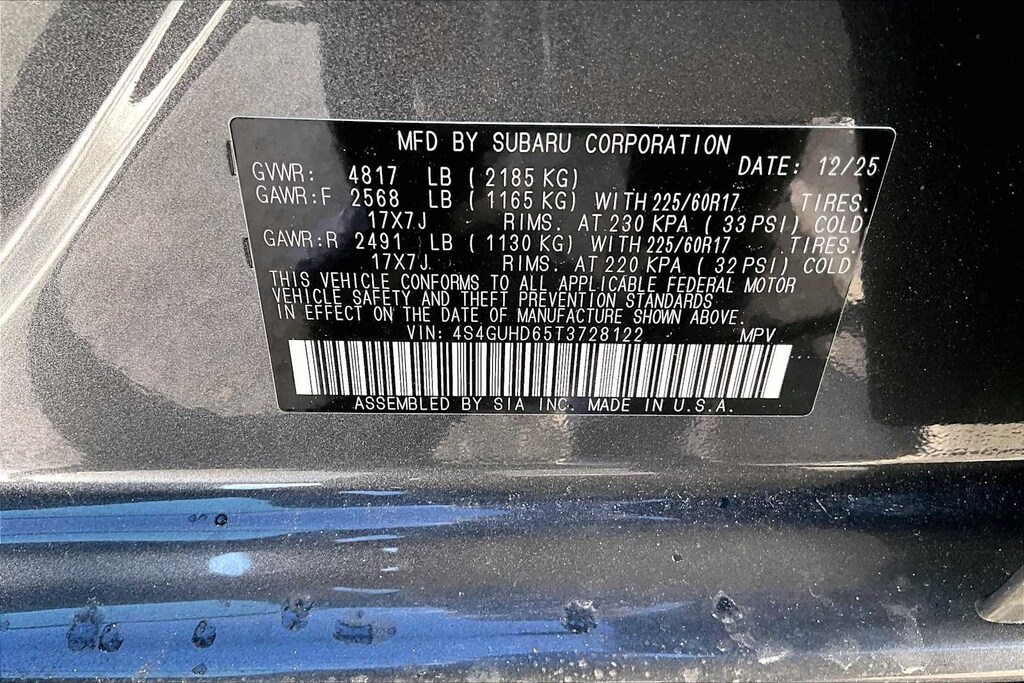 MFD BY SUBARU CORPORATION
DATE: 12/25
GVWR: 4817 LB ( 2185 KG)
GAWR:F 2568 LB ( 1165 KG) WITH 225/60R17 TIRES.
17X7J RIMS. AT 230 KPA ( 33 PSI) COLD
GAWR:R 2491 LB ( 1130 KG) WITH 225/60R17 TIRES.
17X7J RIMS. AT 220 KPA ( 32 PSI) COLD
THIS VEHICLE CONFORMS TO ALL APPLICABLE FEDERAL MOTOR
VEHICLE SAFETY AND THEFT PREVENTION STANDARDS
IN EFFECT ON THE DATE OF MANUFACTURE SHOWN ABOVE.
VIN: 4S4GUHD65T3728122 MPV
ASSEMBLED BY SIA INC. MADE IN U.S.A.